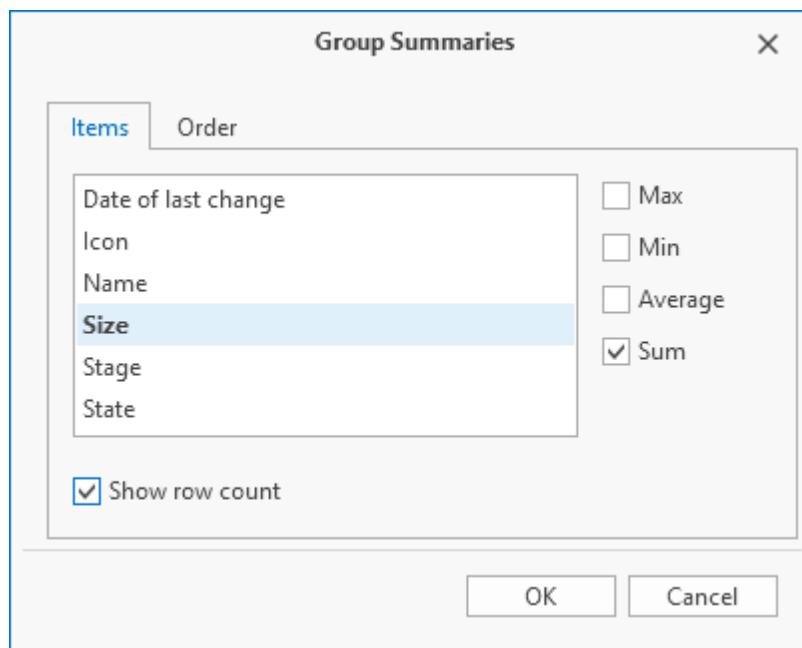 Group Summaries
Items
Order
Date of last change
Icon
Name
Size
Stage
State
Max
Min
Average
Sum
Show row count
OK
Cancel